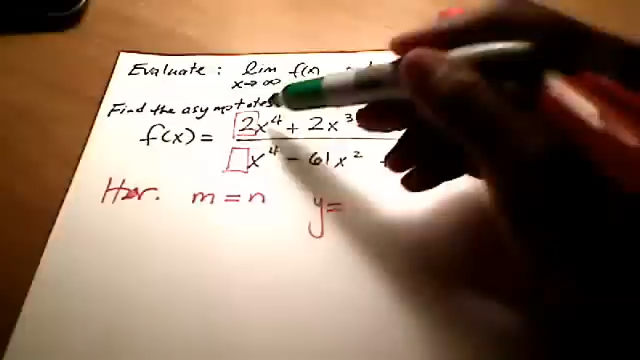 Evaluate: lim f(x)
x→∞
Find the asymptotes
f(x) = 2x⁴ + 2x³
x⁴ - 61x² +
Hor. m = n y =